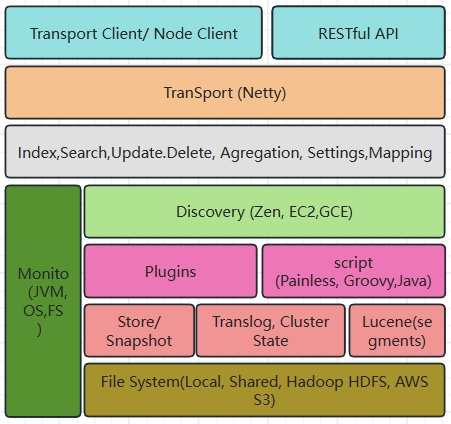 Transport Client/ Node Client
RESTful API
TranSport (Netty)
Index,Search,Update.Delete, Agregation, Settings,Mapping
Discovery (Zen, EC2,GCE)
Monito
(JVM,
OS,FS
)
Plugins
script
(Painless, Groovy,Java)
Store/
Snapshot
Translog, Cluster
State
Lucene(se
gments)
File System(Local, Shared, Hadoop HDFS, AWS
S3)